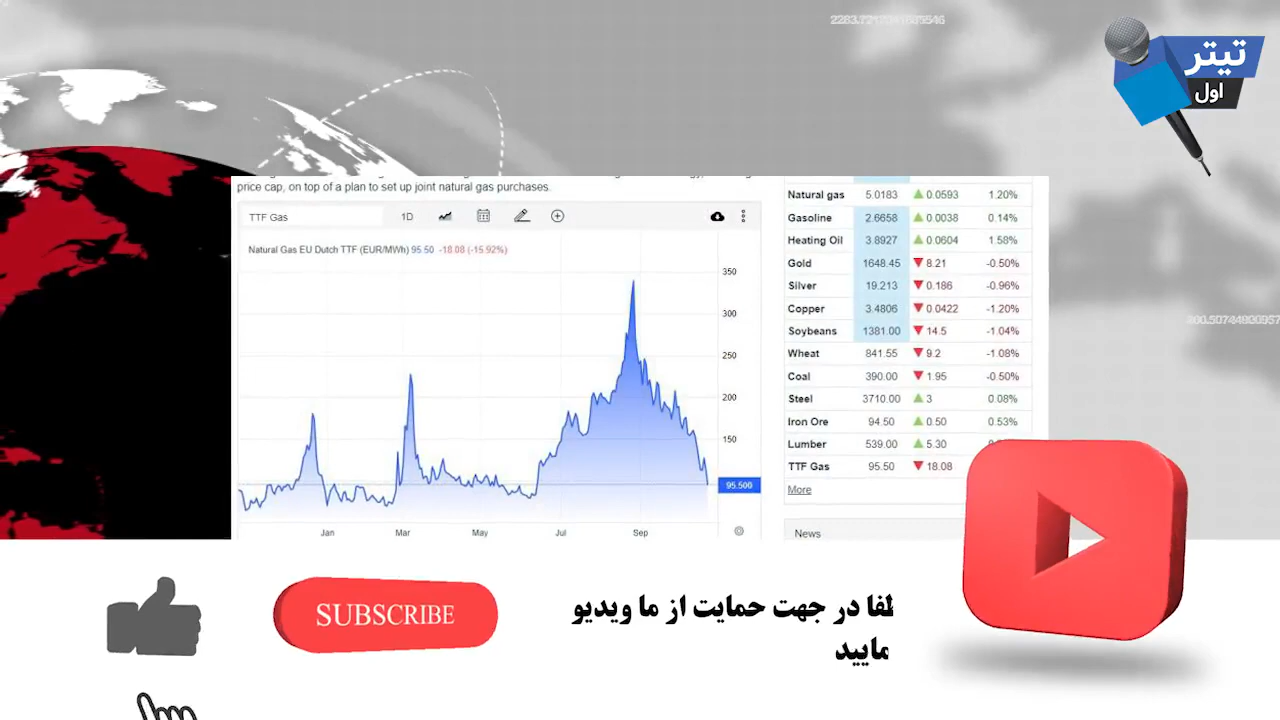 تیتر
اول
price cap, on top of a plan to set up joint natural gas purchases.
TTF Gas 1D
Natural Gas EU Dutch TTF (EUR/MWh) 95.50 -18.08 (-15.92%)
350
300
250
200
150
95.500
Jan Mar May Jul Sep
Natural gas 5.0183 0.0593 1.20%
Gasoline 2.6658 0.0038 0.14%
Heating Oil 3.8927 0.0604 1.58%
Gold 1648.45 8.21 -0.50%
Silver 19.213 0.186 -0.96%
Copper 3.4806 0.0422 -1.20%
Soybeans 1381.00 14.5 -1.04%
Wheat 841.55 9.2 -1.08%
Coal 390.00 1.95 -0.50%
Steel 3710.00 3 0.08%
Iron Ore 94.50 0.50 0.53%
Lumber 539.00 5.30
TTF Gas 95.50 18.08
More
News
SUBSCRIBE
لفا در جهت حمایت از ما ویدیو
مایید